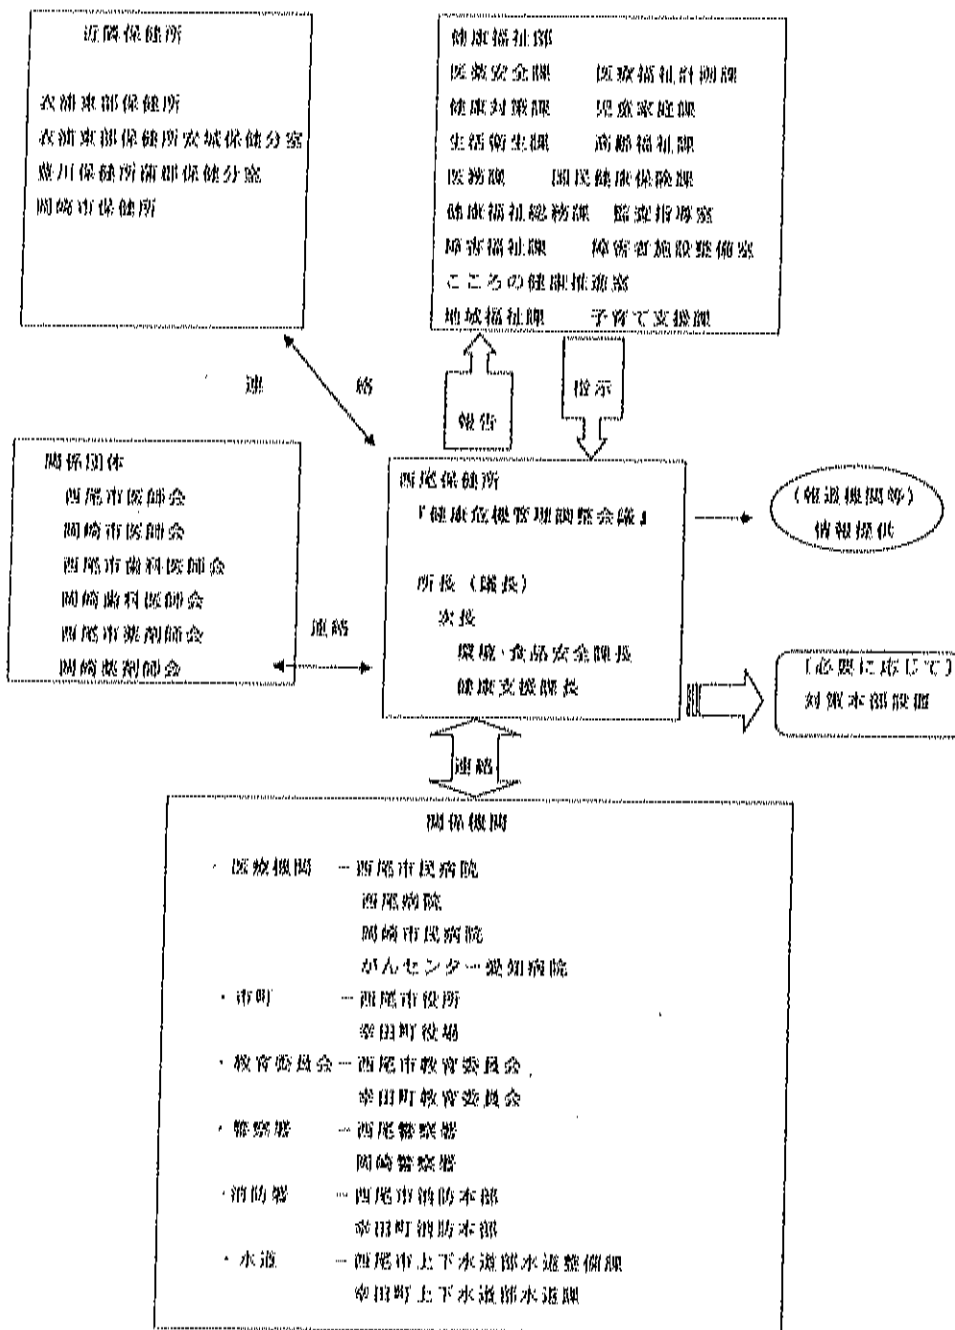 近隣保健所
衣浦東部保健所
衣浦東部保健所安城保健分室
豊川保健所蒲郡保健分室
岡崎市保健所
健康福祉部
医薬安全課　医療福祉計画課
健康対策課　児童家庭課
生活衛生課　高齢福祉課
医務課　国民健康保険課
健康福祉総務課　監査指導室
障害福祉課　障害者施設整備室
こころの健康推進室
地域福祉課　子育て支援課
連　絡
報告
指示
関係団体
西尾市医師会
岡崎市医師会
西尾市歯科医師会
岡崎歯科医師会
西尾市薬剤師会
岡崎薬剤師会
連絡
西尾保健所
『健康危機管理調整会議』
所長（議長）
次長
環境・食品安全課長
健康支援課長
（報道機関等）
情報提供
（必要に応じて）
対策本部設置
連絡
関係機関
・医療機関　－西尾市民病院
西尾病院
岡崎市民病院
がんセンター愛知病院
・市町　－西尾市役所
幸田町役場
・教育委員会－西尾市教育委員会
幸田町教育委員会
・警察署　－西尾警察署
岡崎警察署
・消防署　－西尾市消防本部
幸田町消防本部
・水道　－西尾市上下水道部水道整備課
幸田町上下水道部水道課